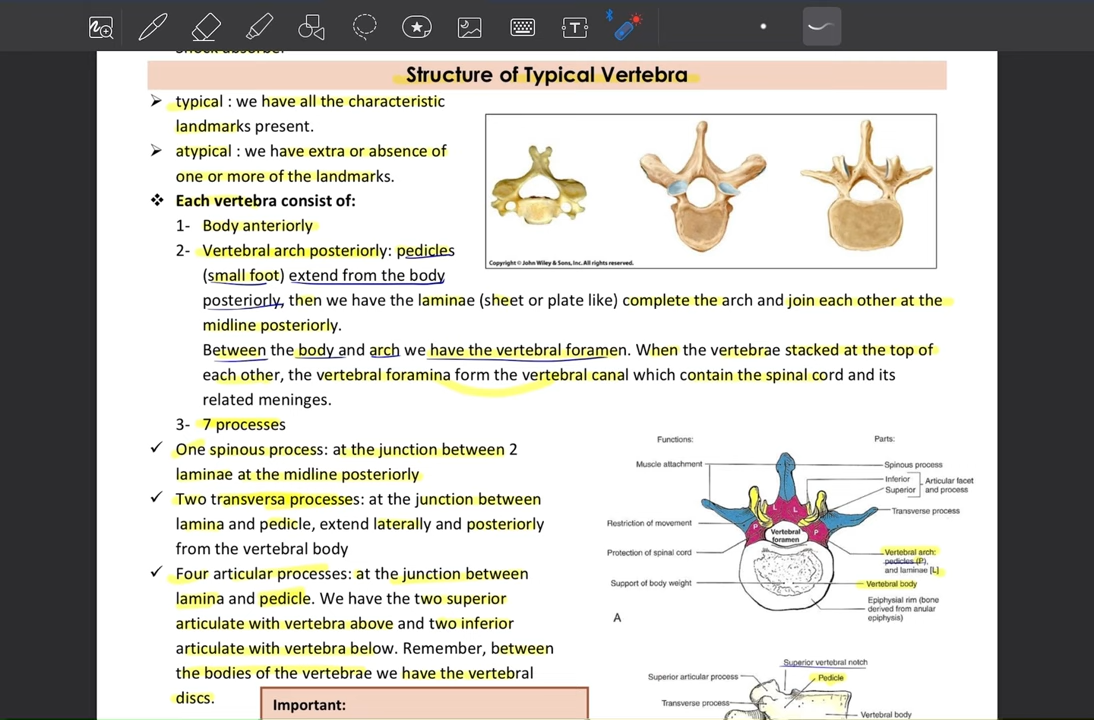 Shock absorber
Structure of Typical Vertebra
➢ typical : we have all the characteristic
landmarks present.
➢ atypical : we have extra or absence of
one or more of the landmarks.
❖ Each vertebra consist of:
1- Body anteriorly
2- Vertebral arch posteriorly: pedicles
(small foot) extend from the body
posteriorly, then we have the laminae (sheet or plate like) complete the arch and join each other at the
midline posteriorly.
Between the body and arch we have the vertebral foramen. When the vertebrae stacked at the top of
each other, the vertebral foramina form the vertebral canal which contain the spinal cord and its
related meninges.
3- 7 processes
✓ One spinous process: at the junction between 2
laminae at the midline posteriorly
✓ Two transversa processes: at the junction between
lamina and pedicle, extend laterally and posteriorly
from the vertebral body
✓ Four articular processes: at the junction between
lamina and pedicle. We have the two superior
articulate with vertebra above and two inferior
articulate with vertebra below. Remember, between
the bodies of the vertebrae we have the vertebral
discs.
Important:
Copyright © John Wiley & Sons, Inc. All rights reserved.
Functions:
Parts:
Muscle attachment
Spinous process
Inferior
Superior
Articular facet
and process
Transverse process
Restriction of movement
L
L
P
P
Vertebral
foramen
Protection of spinal cord
Vertebral arch:
pedicles (P),
and laminae [L]
Support of body weight
Vertebral body
Epiphysial rim (bone
derived from anular
epiphysis)
A
Superior vertebral notch
Superior articular process
Pedicle
Transverse process
Vertebral body
T